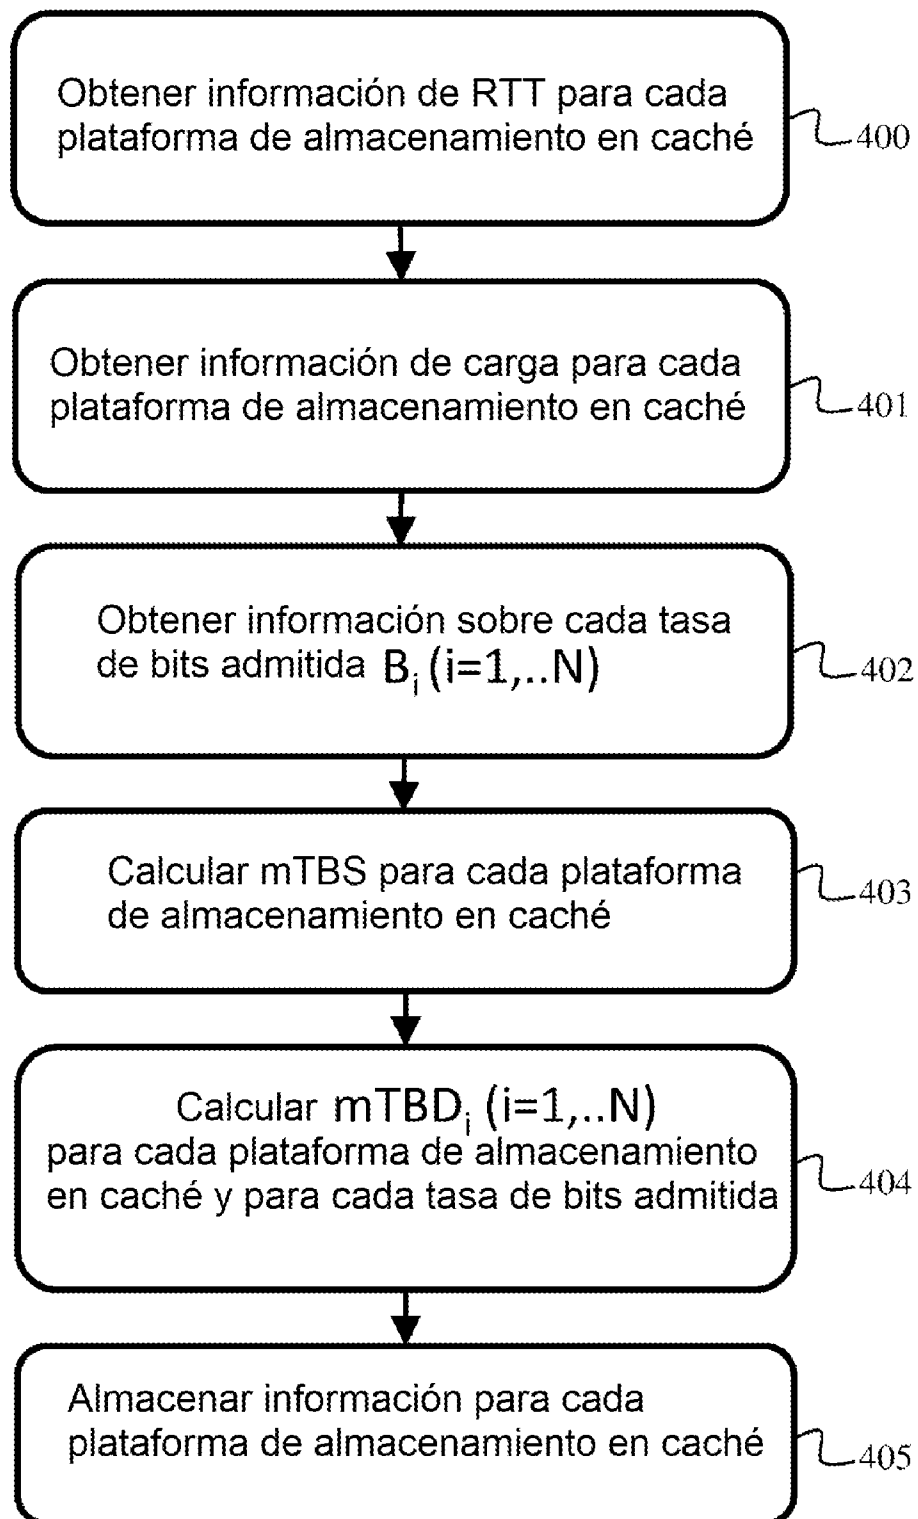 Obtener información de RTT para cada
plataforma de almacenamiento en caché
400
Obtener información de carga para cada
plataforma de almacenamiento en caché
401
Obtener información sobre cada tasa
de bits admitida Bᵢ (i=1,..N)
402
Calcular mTBS para cada plataforma
de almacenamiento en caché
403
Calcular mTBDᵢ (i=1,..N)
para cada plataforma de almacenamiento
en caché y para cada tasa de bits admitida
404
Almacenar información para cada
plataforma de almacenamiento en caché
405